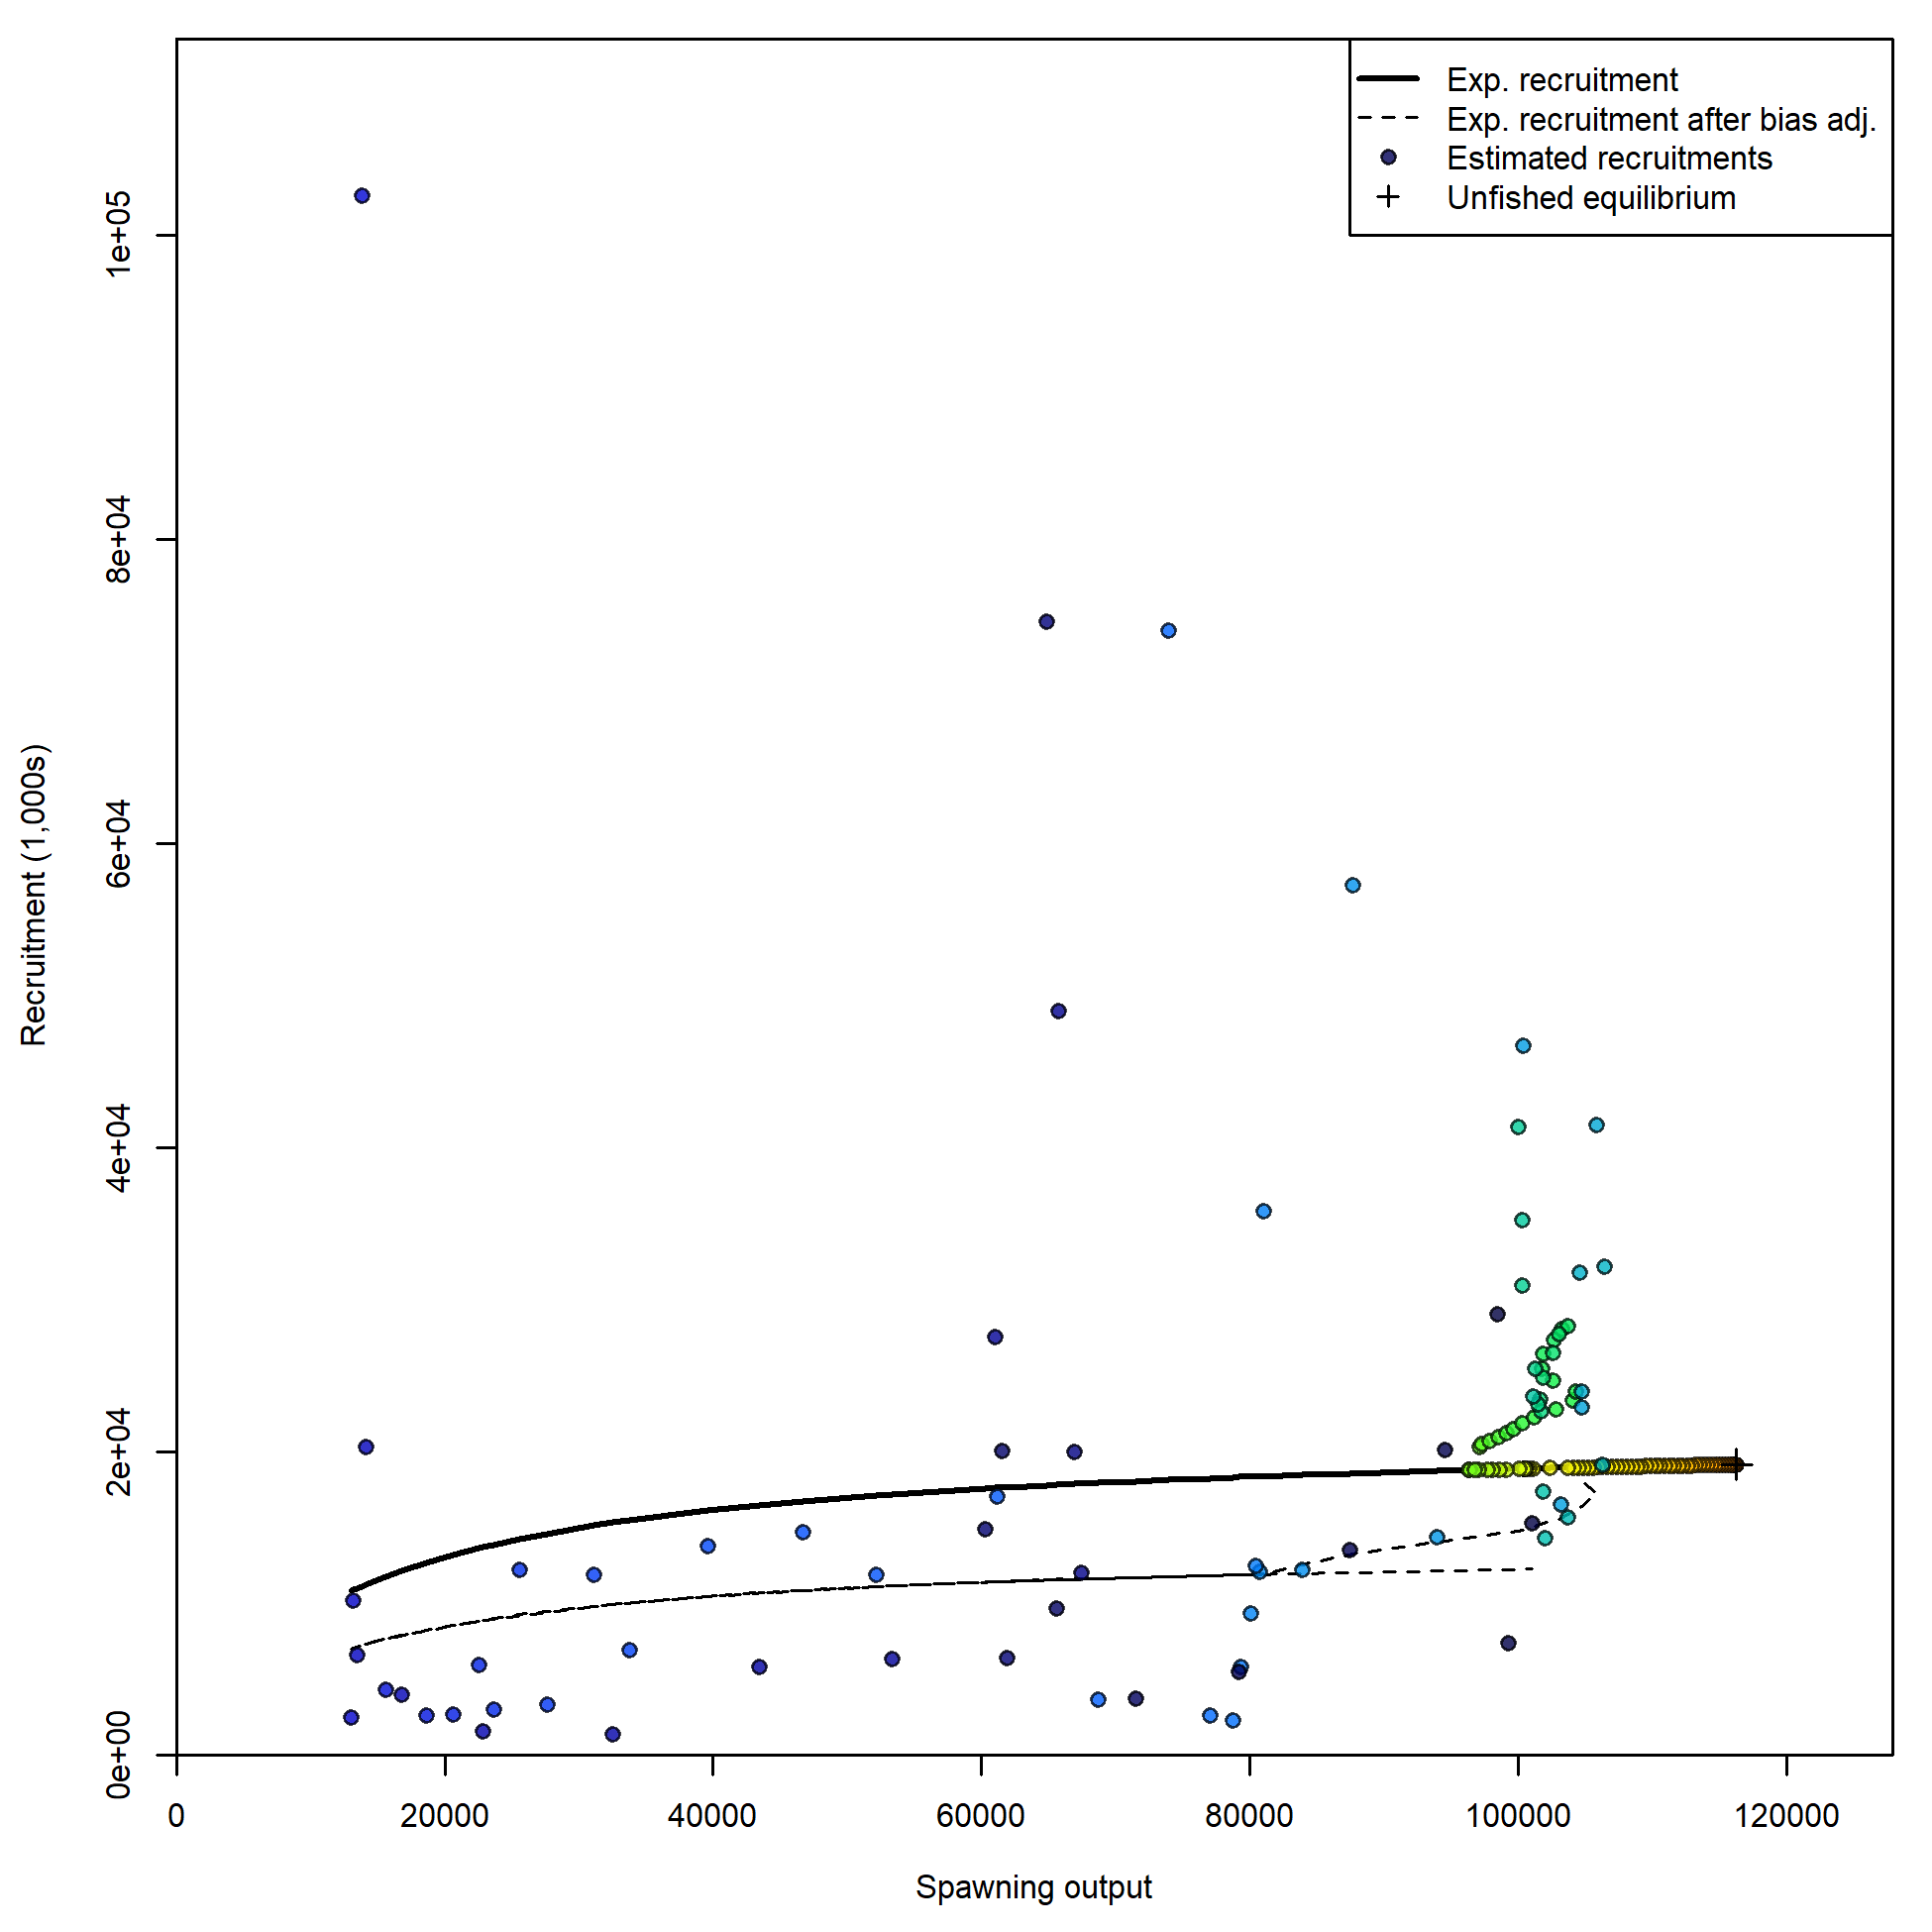 Exp. recruitment
Exp. recruitment after bias adj.
Estimated recruitments
Unfished equilibrium
1e+05
8e+04
6e+04
4e+04
2e+04
0e+00
Recruitment (1,000s)
0 20000 40000 60000 80000 100000 120000
Spawning output